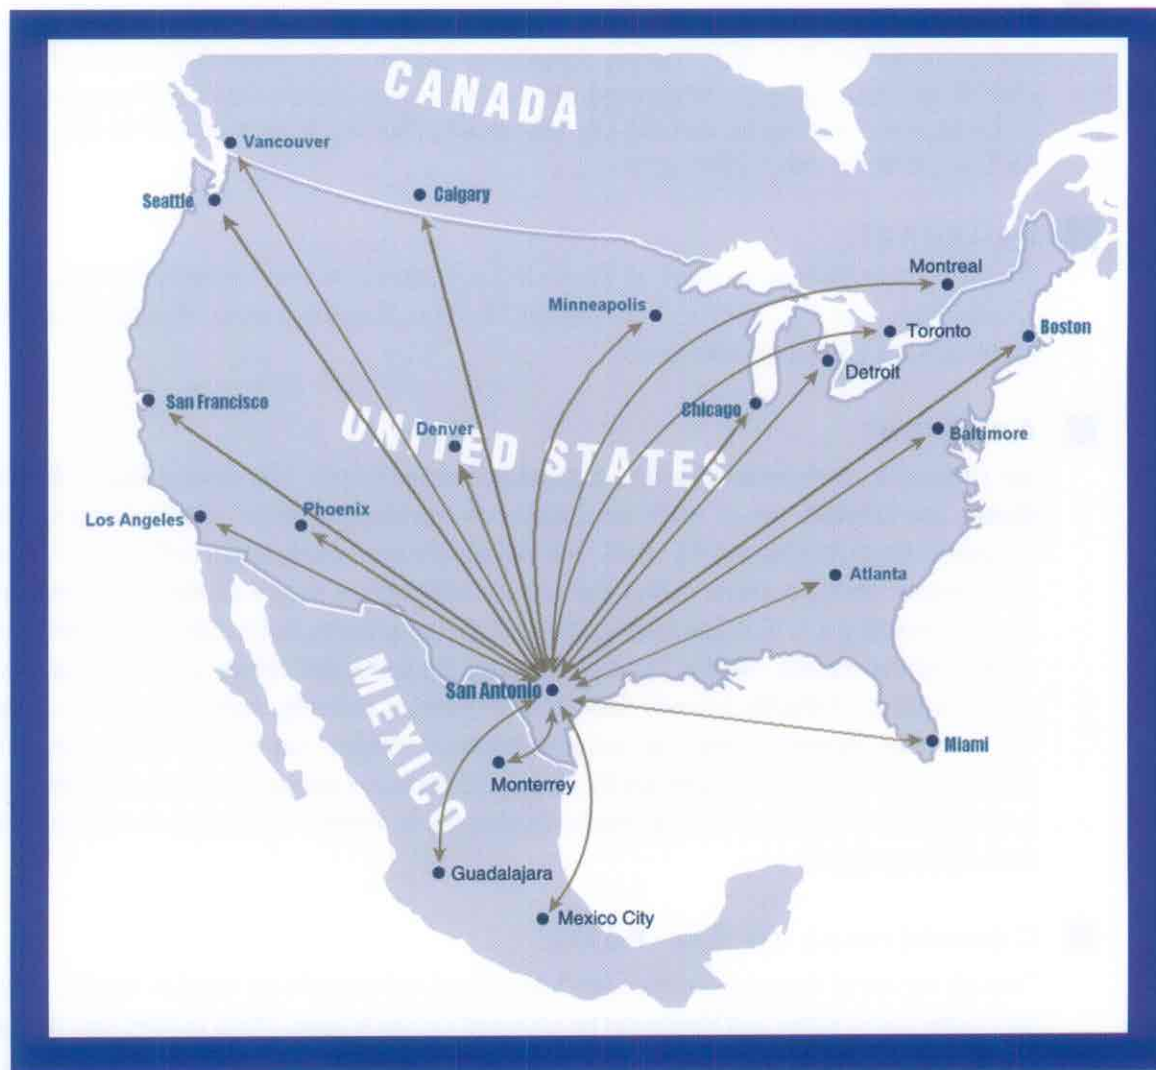 CANADA
Vancouver
Seattle
Calgary
Montreal
Minneapolis
Toronto
Boston
Detroit
San Francisco
Chicago
UNITED STATES
Denver
Baltimore
Phoenix
Los Angeles
Atlanta
San Antonio
MEXICO
Miami
Monterrey
Guadalajara
Mexico City